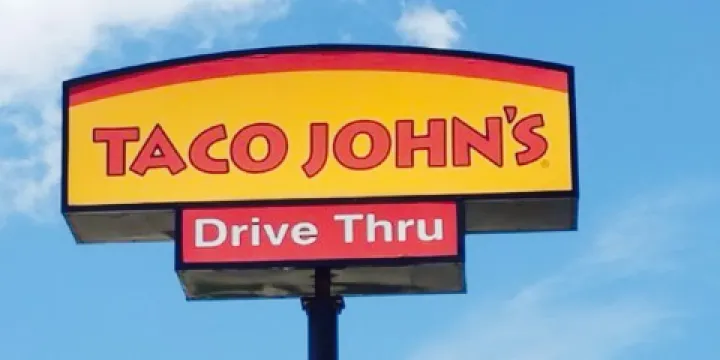 TACO JOHN'S®
Drive Thru